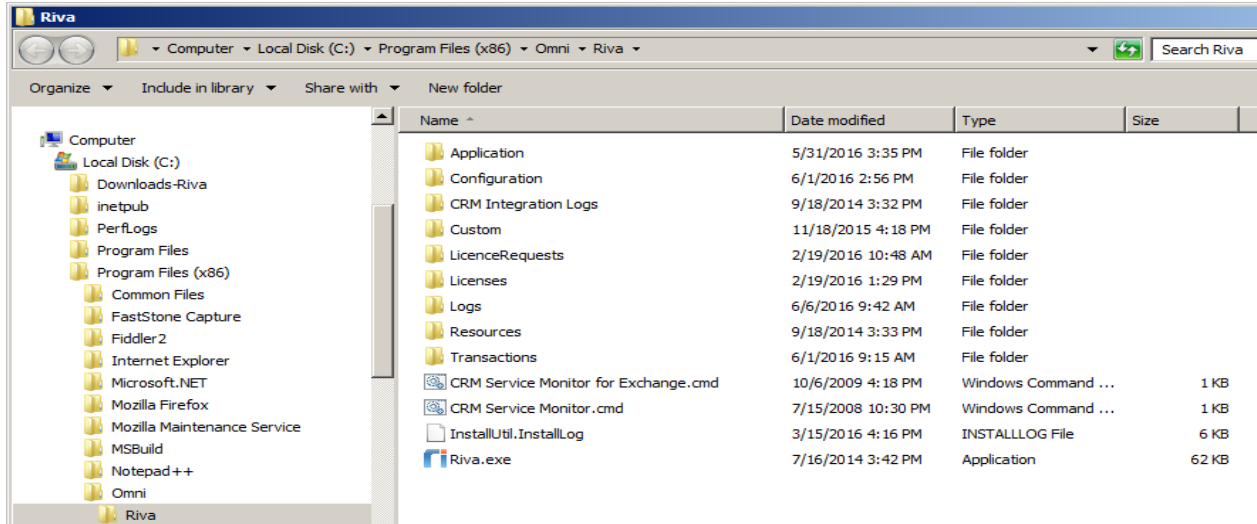 Riva
Computer Local Disk (C:) Program Files (x86) Omni Riva Search Riva
Organize Include in library Share with New folder
Name Date modified Type Size
Computer
Local Disk (C:)
Downloads-Riva
inetpub
PerfLogs
Program Files
Program Files (x86)
Common Files
FastStone Capture
Fiddler2
Internet Explorer
Microsoft.NET
Mozilla Firefox
Mozilla Maintenance Service
MSBuild
Notepad++
Omni
Riva
Application 5/31/2016 3:35 PM File folder
Configuration 6/1/2016 2:56 PM File folder
CRM Integration Logs 9/18/2014 3:32 PM File folder
Custom 11/18/2015 4:18 PM File folder
LicenceRequests 2/19/2016 10:48 AM File folder
Licenses 2/19/2016 1:29 PM File folder
Logs 6/6/2016 9:42 AM File folder
Resources 9/18/2014 3:33 PM File folder
Transactions 6/1/2016 9:15 AM File folder
CRM Service Monitor for Exchange.cmd 10/6/2009 4:18 PM Windows Command ... 1 KB
CRM Service Monitor.cmd 7/15/2008 10:30 PM Windows Command ... 1 KB
InstallUtil.InstallLog 3/15/2016 4:16 PM INSTALLLOG File 6 KB
Riva.exe 7/16/2014 3:42 PM Application 62 KB